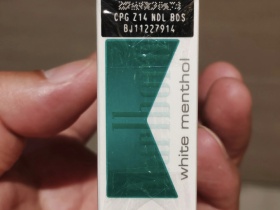 CPG Z14 NDL BOS
BJ11227914
white menthol